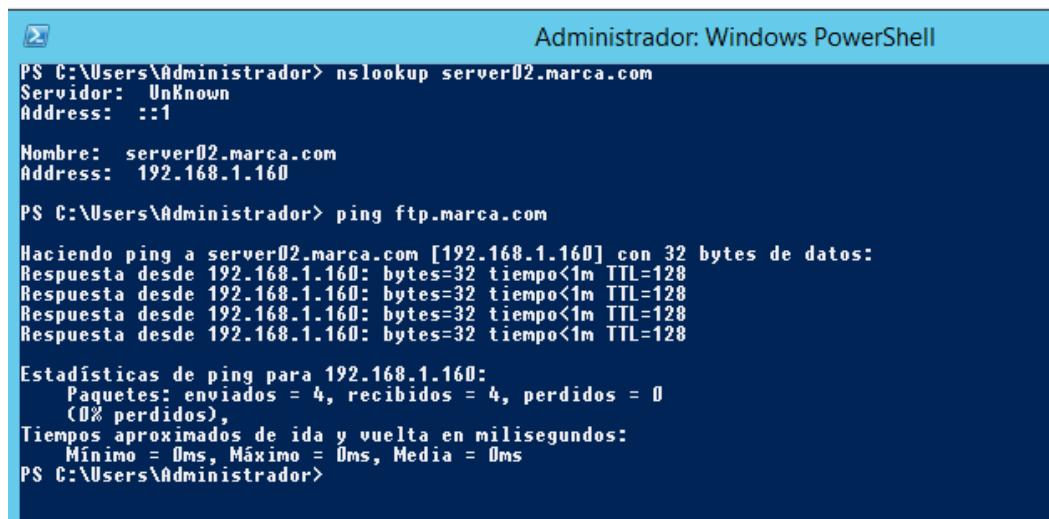 Administrador: Windows PowerShell
PS C:\Users\Administrador> nslookup server02.marca.com
Servidor:  UnKnown
Address:  ::1
Nombre:  server02.marca.com
Address:  192.168.1.160
PS C:\Users\Administrador> ping ftp.marca.com
Haciendo ping a server02.marca.com [192.168.1.160] con 32 bytes de datos:
Respuesta desde 192.168.1.160: bytes=32 tiempo<1m TTL=128
Respuesta desde 192.168.1.160: bytes=32 tiempo<1m TTL=128
Respuesta desde 192.168.1.160: bytes=32 tiempo<1m TTL=128
Respuesta desde 192.168.1.160: bytes=32 tiempo<1m TTL=128
Estadísticas de ping para 192.168.1.160:
    Paquetes: enviados = 4, recibidos = 4, perdidos = 0
    (0% perdidos),
Tiempos aproximados de ida y vuelta en milisegundos:
    Mínimo = 0ms, Máximo = 0ms, Media = 0ms
PS C:\Users\Administrador>